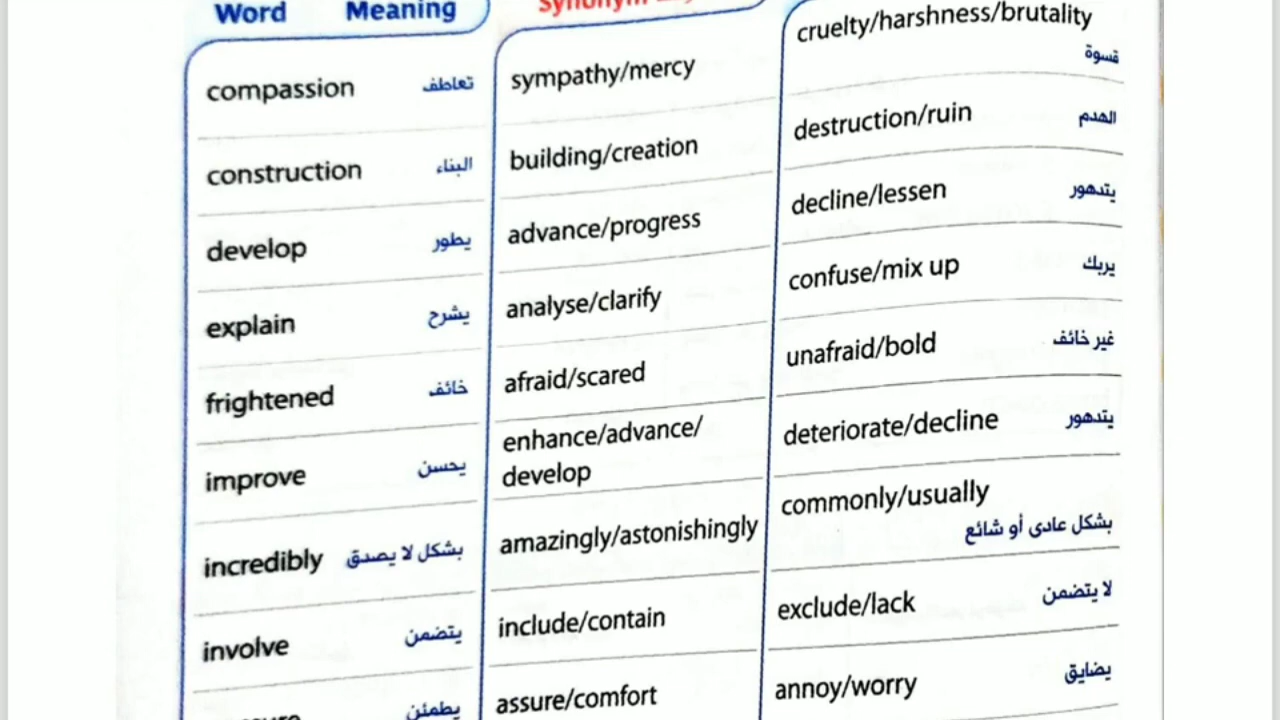 Word Meaning
compassion تعاطف sympathy/mercy cruelty/harshness/brutality
قسوة
construction البناء building/creation destruction/ruin الهدم
develop يطور advance/progress decline/lessen يتدهور
explain يشرح analyse/clarify confuse/mix up يربك
frightened خائف afraid/scared unafraid/bold غير خائف
improve يحسن enhance/advance/
develop deteriorate/decline يتدهور
incredibly بشكل لا يصدق amazingly/astonishingly commonly/usually
بشكل عادى أو شائع
involve يتضمن include/contain exclude/lack لا يتضمن
يطمئن assure/comfort annoy/worry يضايق